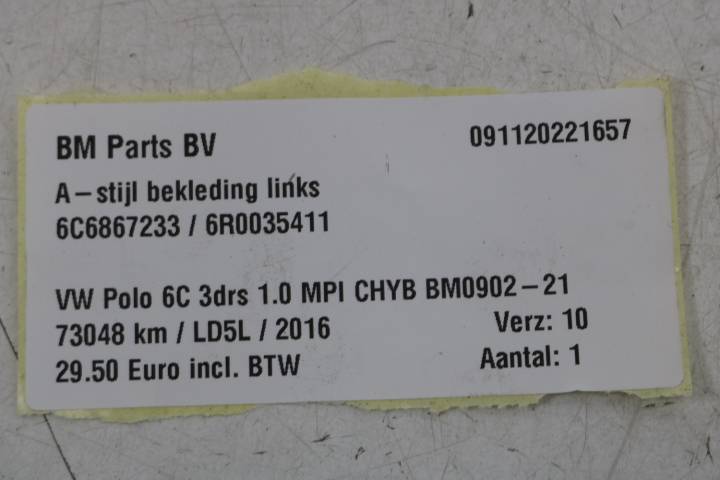 BM Parts BV 091120221657
A-stijl bekleding links
6C6867233 / 6R0035411
VW Polo 6C 3drs 1.0 MPI CHYB BM0902-21
73048 km / LD5L / 2016 Verz: 10
29.50 Euro incl. BTW Aantal: 1